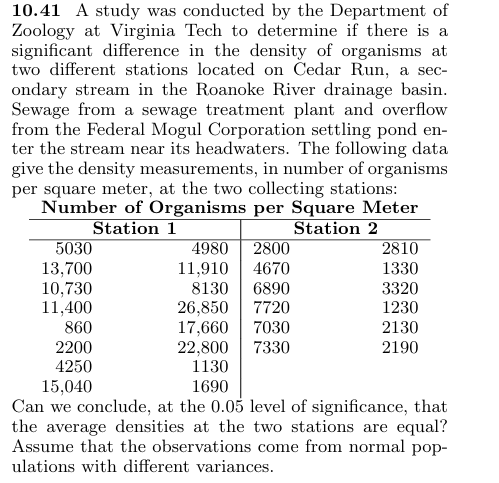 10.41 A study was conducted by the Department of
Zoology at Virginia Tech to determine if there is a
significant difference in the density of organisms at
two different stations located on Cedar Run, a sec-
ondary stream in the Roanoke River drainage basin.
Sewage from a sewage treatment plant and overflow
from the Federal Mogul Corporation settling pond en-
ter the stream near its headwaters. The following data
give the density measurements, in number of organisms
per square meter, at the two collecting stations:
Number of Organisms per Square Meter
Station 1 Station 2
5030 4980 2800 2810
13,700 11,910 4670 1330
10,730 8130 6890 3320
11,400 26,850 7720 1230
860 17,660 7030 2130
2200 22,800 7330 2190
4250 1130
15,040 1690
Can we conclude, at the 0.05 level of significance, that
the average densities at the two stations are equal?
Assume that the observations come from normal pop-
ulations with different variances.